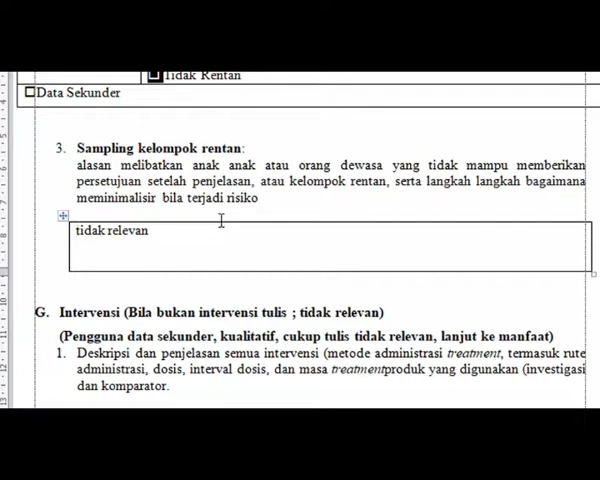 Tidak Rentan
Data Sekunder
3. Sampling kelompok rentan:
alasan melibatkan anak anak atau orang dewasa yang tidak mampu memberikan
persetujuan setelah penjelasan, atau kelompok rentan, serta langkah langkah bagaimana
meminimalisir bila terjadi risiko
tidak relevan
G. Intervensi (Bila bukan intervensi tulis ; tidak relevan)
(Pengguna data sekunder, kualitatif, cukup tulis tidak relevan, lanjut ke manfaat)
1. Deskripsi dan penjelasan semua intervensi (metode administrasi treatment, termasuk rute
administrasi, dosis, interval dosis, dan masa treatmentproduk yang digunakan (investigasi
dan komparator.